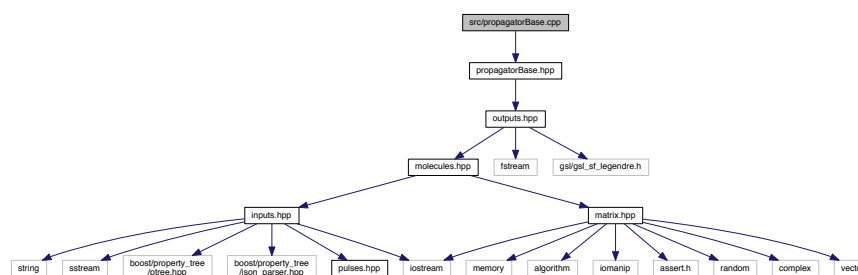 src/propagatorBase.cpp
propagatorBase.hpp
outputs.hpp
molecules.hpp
fstream
gsl/gsl_sf_legendre.h
inputs.hpp
matrix.hpp
string
sstream
boost/property_tree
/ptree.hpp
boost/property_tree
/json_parser.hpp
pulses.hpp
iostream
memory
algorithm
iomanip
assert.h
random
complex